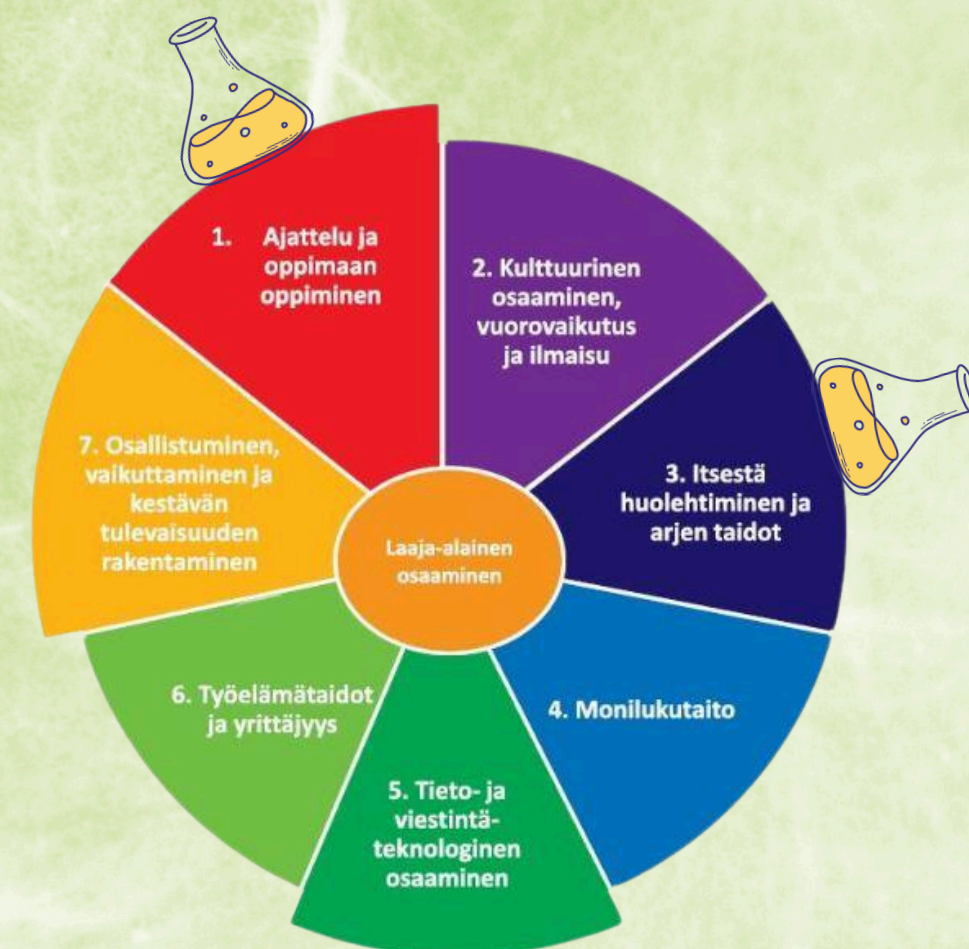 1. Ajattelu ja
oppimaan
oppiminen
2. Kulttuurinen
osaaminen,
vuorovaikutus
ja ilmaisu
3. Itsestä
huolehtiminen ja
arjen taidot
4. Monilukutaito
5. Tieto- ja
viestintä-
teknologinen
osaaminen
6. Työelämätaidot
ja yrittäjyys
7. Osallistuminen,
vaikuttaminen ja
kestävän
tulevaisuuden
rakentaminen
Laaja-alainen
osaaminen